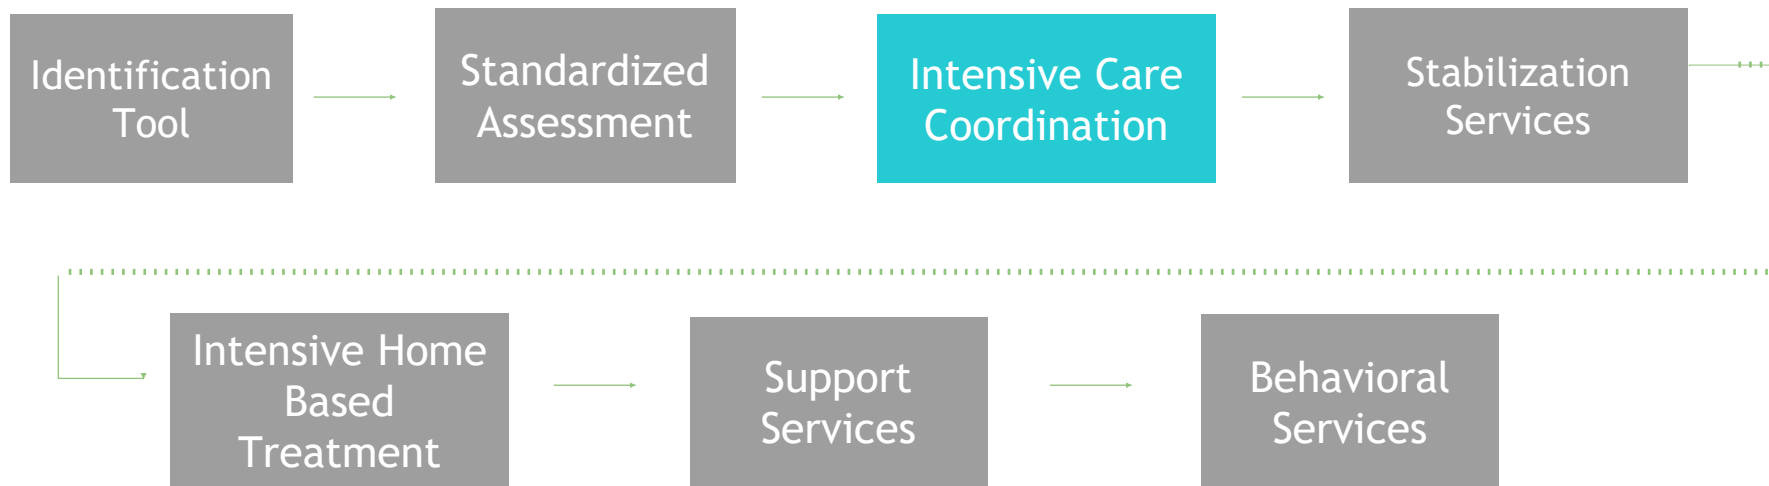 Identification
Tool
Standardized
Assessment
Intensive Care
Coordination
Stabilization
Services
Intensive Home
Based
Treatment
Support
Services
Behavioral
Services